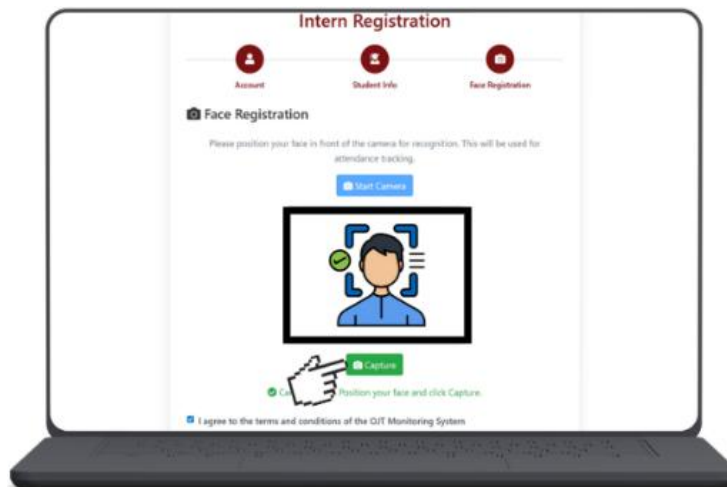 Intern Registration
Account
Student Info
Face Registration
Face Registration
Please position your face in front of the camera for recognition. This will be used for
attendance tracking.
Start Camera
Capture
Position your face and click Capture.
I agree to the terms and conditions of the OJT Monitoring System